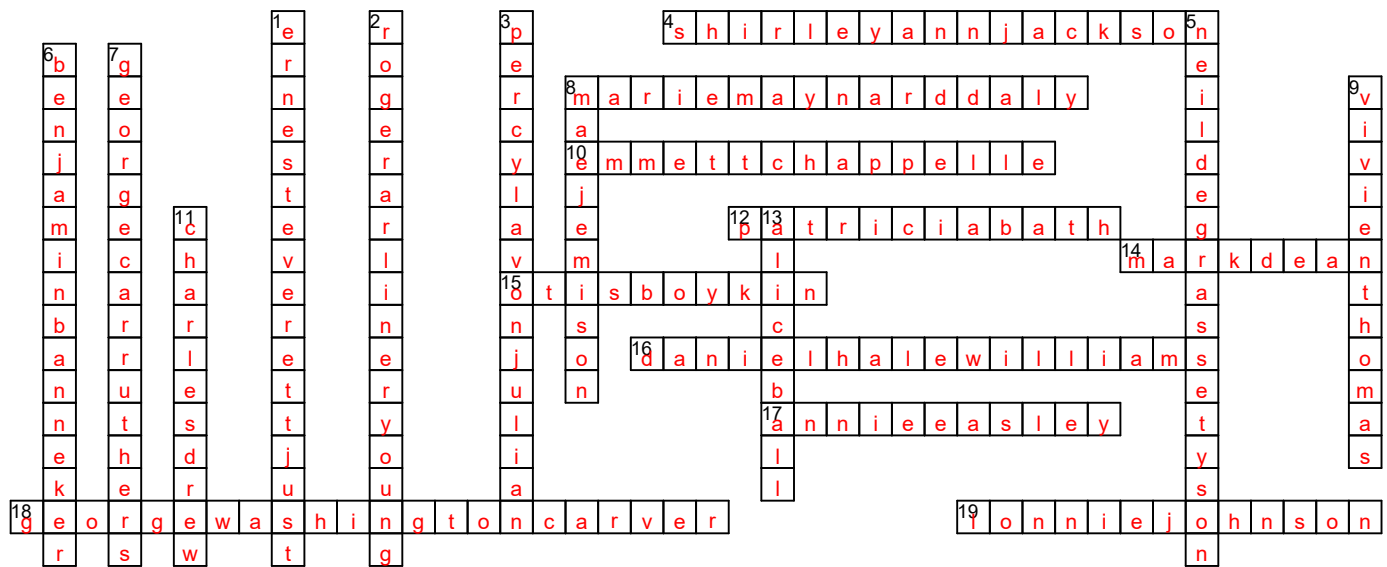 1 ernesteverettjust
2 rogerarlineryoung
3 percylavonjulian
4 shirleyannjackson
5 neildegrassetyson
6 benjaminbanneker
7 georgecarruthers
8 mariemaynarddaly
maejemison
9 vivienthomas
10 emmettchappelle
11 charlesdrew
12 patriciabath
13 aliceball
14 markdean
15 otisboykin
16 danielhalewilliams
17 annieeasley
18 georgewashingtoncarver
19 lonniejohnson